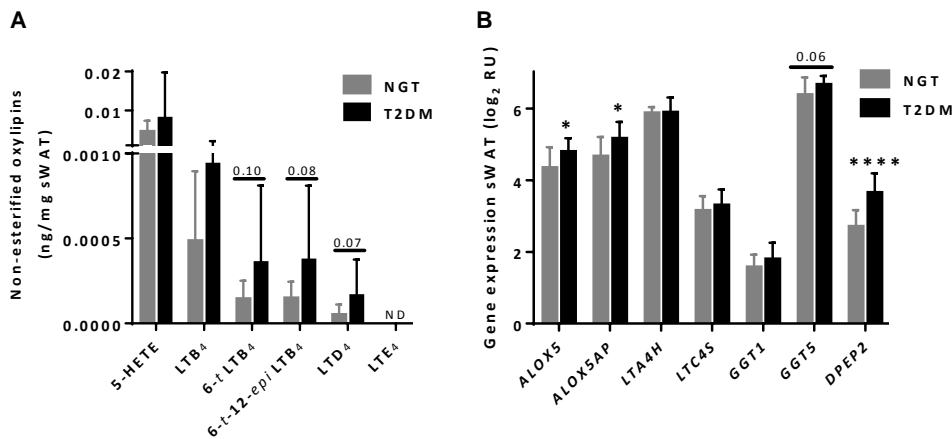 A
Non-esterified oxylipins
(ng/mg sWAT)
0.02
0.01
0.0010
0.0005
0.0000
NGT
T2DM
0.10
0.08
0.07
ND
5-HETE
LTB4
6-t LTB4
6-t-12-epi LTB4
LTD4
LTE4
B
Gene expression sWAT (log2 RU)
6
4
2
0
NGT
T2DM
*
*
0.06
****
ALOX5
ALOX5AP
LTA4H
LTC4S
GGT1
GGT5
DPEP2